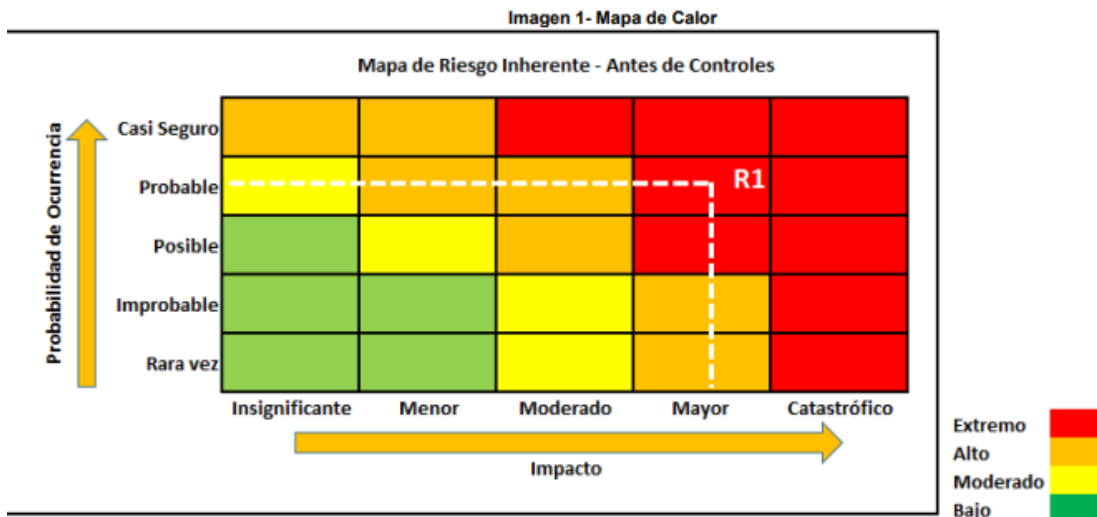 Imagen 1- Mapa de Calor
Mapa de Riesgo Inherente - Antes de Controles
Probabilidad de Ocurrencia
Casi Seguro
Probable
R1
Posible
Improbable
Rara vez
Insignificante Menor Moderado Mayor Catastrófico
Impacto
Extremo
Alto
Moderado
Bajo